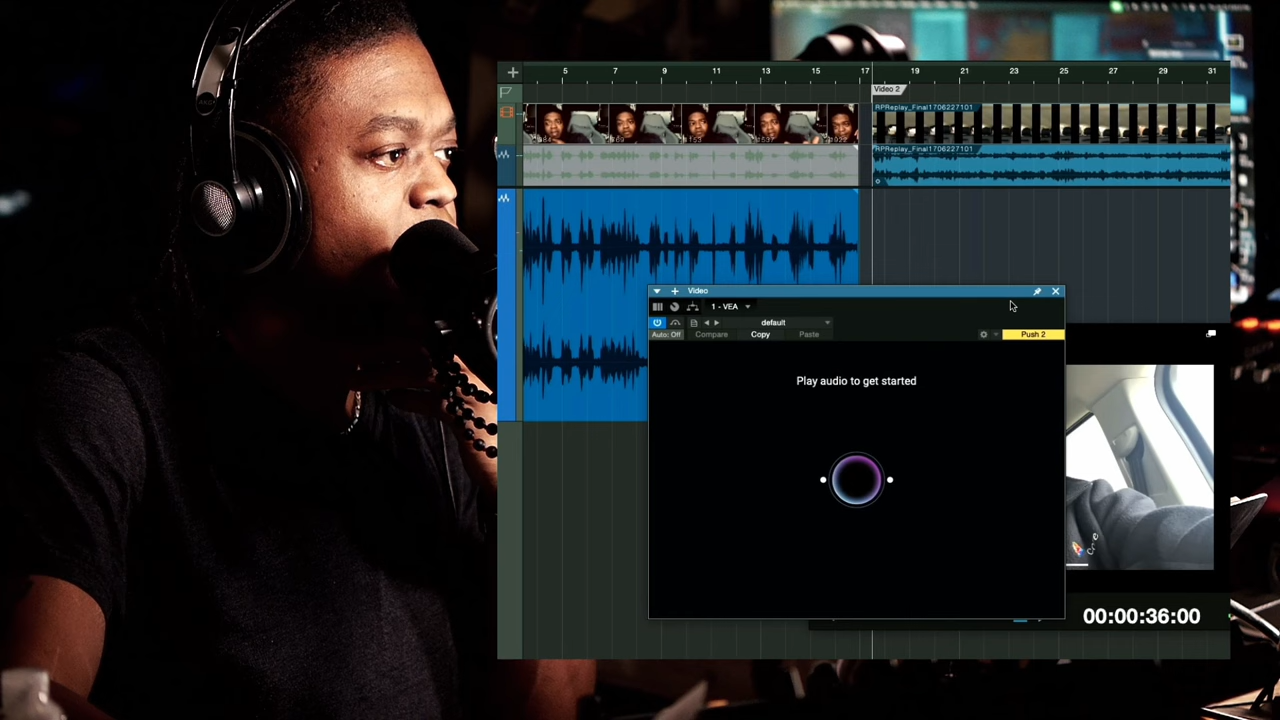 5 7 9 11 13 15 17 19 21 23 25 27 29 31
Video 2
RPReplay_Final1706227101
RPReplay_Final1706227101
Video
1 - VEA
default
Auto: Off Compare Copy Paste Push 2
Play audio to get started
00:00:36:00